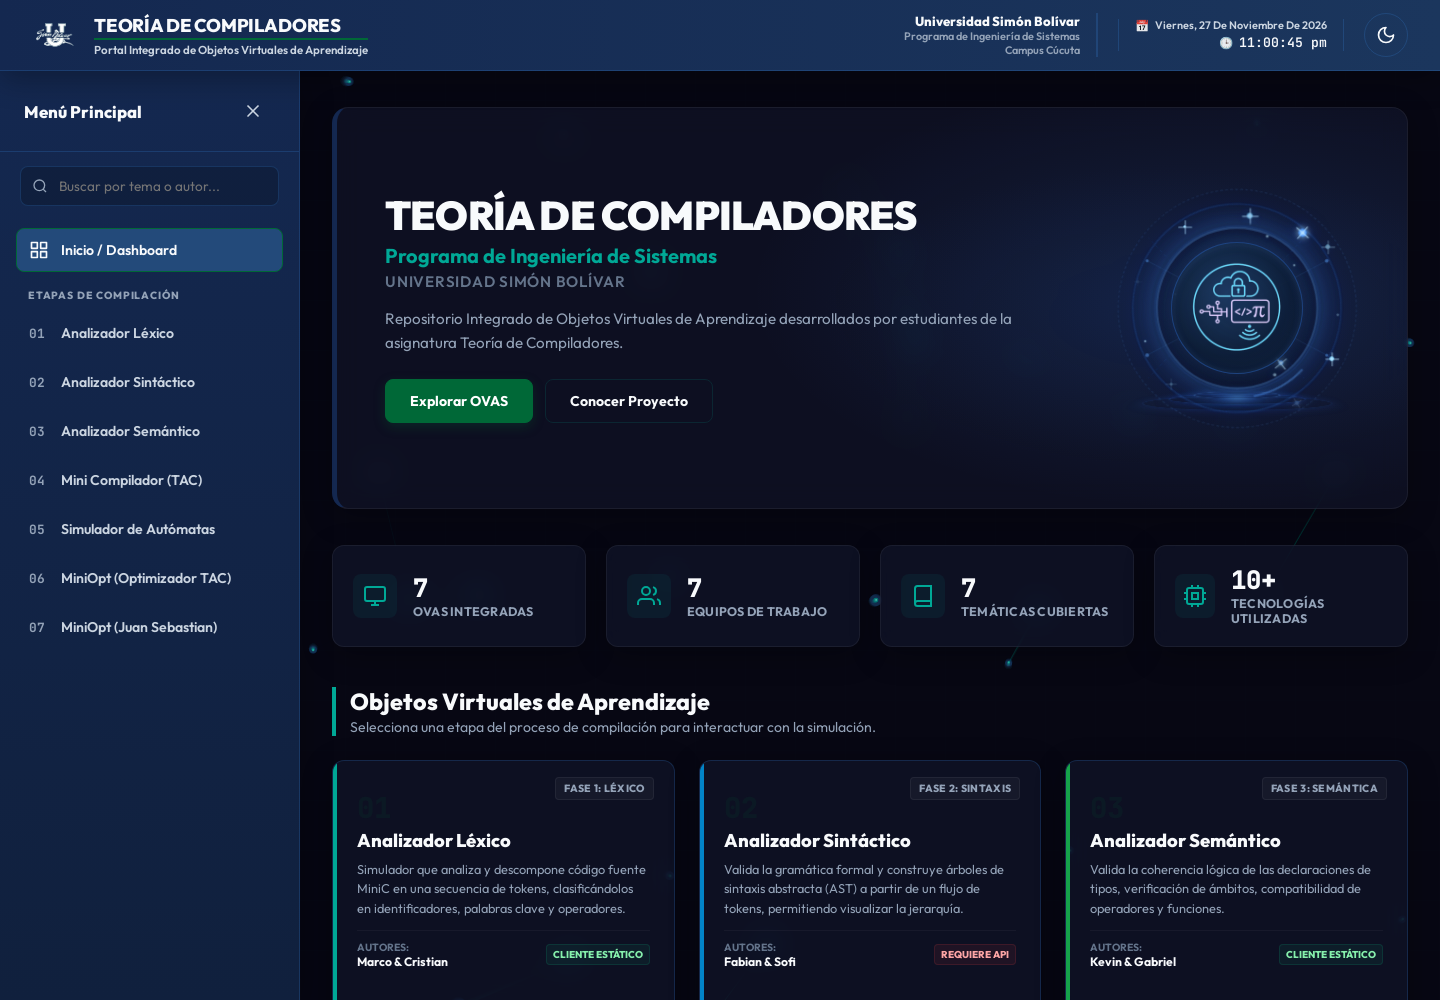 TEORÍA DE COMPILADORES
Portal Integrado de Objetos Virtuales de Aprendizaje
Universidad Simón Bolívar
Programa de Ingeniería de Sistemas
Campus Cúcuta
Viernes, 27 De Noviembre De 2026
11:00:45 pm
Menú Principal
Buscar por tema o autor...
Inicio / Dashboard
ETAPAS DE COMPILACIÓN
01 Analizador Léxico
02 Analizador Sintáctico
03 Analizador Semántico
04 Mini Compilador (TAC)
05 Simulador de Autómatas
06 MiniOpt (Optimizador TAC)
07 MiniOpt (Juan Sebastian)
TEORÍA DE COMPILADORES
Programa de Ingeniería de Sistemas
UNIVERSIDAD SIMÓN BOLÍVAR
Repositorio Integrado de Objetos Virtuales de Aprendizaje desarrollados por estudiantes de la
asignatura Teoría de Compiladores.
Explorar OVAS
Conocer Proyecto
</>π
7
OVAS INTEGRADAS
7
EQUIPOS DE TRABAJO
7
TEMÁTICAS CUBIERTAS
10+
TECNOLOGÍAS
UTILIZADAS
Objetos Virtuales de Aprendizaje
Selecciona una etapa del proceso de compilación para interactuar con la simulación.
FASE 1: LÉXICO
01
Analizador Léxico
Simulador que analiza y descompone código fuente
MiniC en una secuencia de tokens, clasificándolos
en identificadores, palabras clave y operadores.
AUTORES:
Marco & Cristian
CLIENTE ESTÁTICO
FASE 2: SINTAXIS
02
Analizador Sintáctico
Valida la gramática formal y construye árboles de
sintaxis abstracta (AST) a partir de un flujo de
tokens, permitiendo visualizar la jerarquía.
AUTORES:
Fabian & Sofi
REQUIERE API
FASE 3: SEMÁNTICA
03
Analizador Semántico
Valida la coherencia lógica de las declaraciones de
tipos, verificación de ámbitos, compatibilidad de
operadores y funciones.
AUTORES:
Kevin & Gabriel
CLIENTE ESTÁTICO